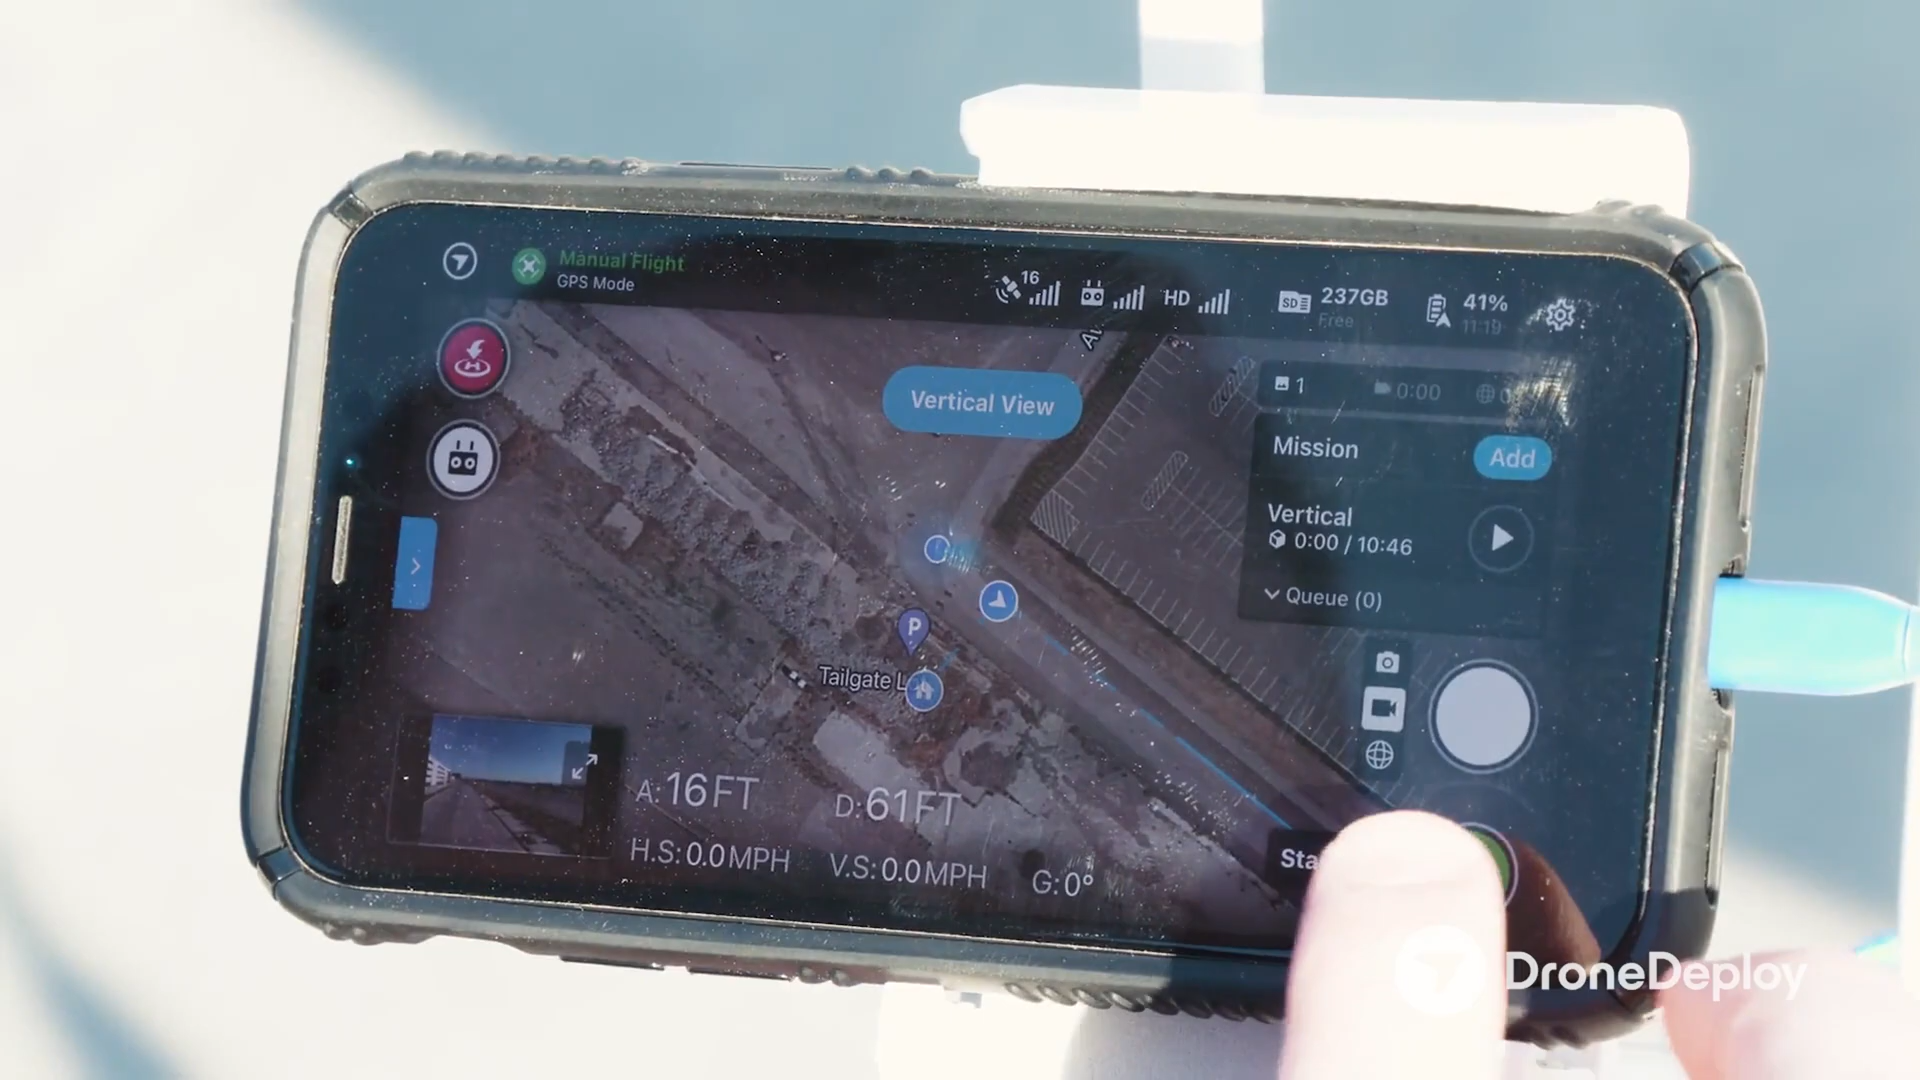 Manual Flight
GPS Mode
16
HD
SD
237GB
Free
41%
11:19
Vertical View
1
0:00
Mission
Add
Vertical
0:00 / 10:46
Queue (0)
P
Tailgate L
A: 16FT
D: 61FT
H.S: 0.0MPH
V.S: 0.0MPH
G: 0°
DroneDeploy